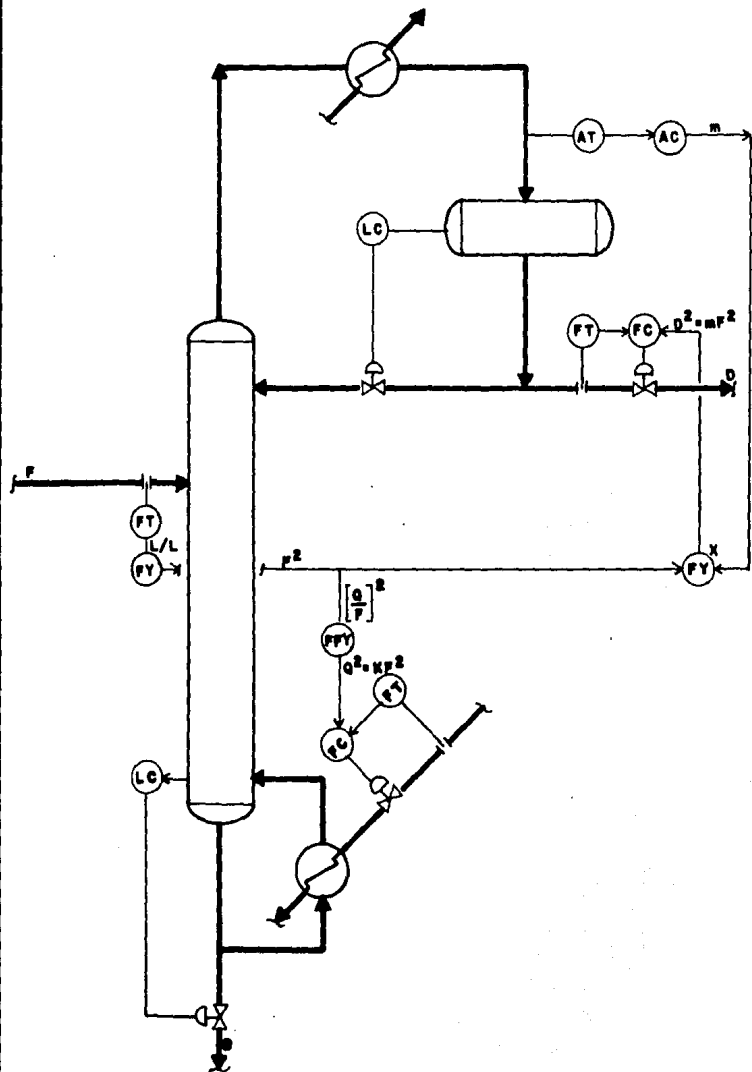 AT
AC
m
LC
FT
FC
D²=mF²
D
F
FT
L/L
FY
F²
X
FY
[Q/F]²
FFY
Q²=KF²
FT
FC
LC
B